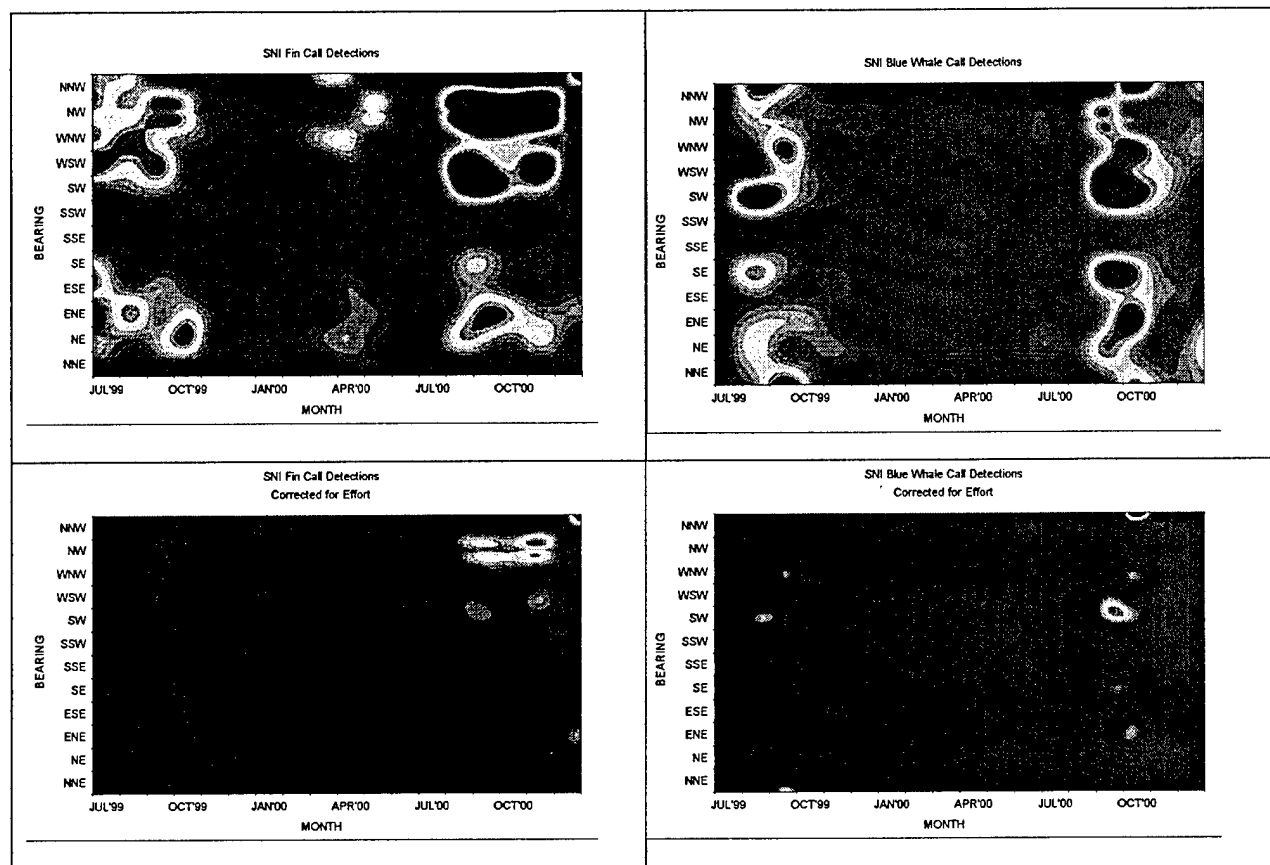 SNI Fin Call Detections
NNW
NW
WNW
WSW
SW
SSW
SSE
SE
ESE
ENE
NE
NNE
BEARING
JUL'99 OCT'99 JAN'00 APR'00 JUL'00 OCT'00
MONTH
SNI Blue Whale Call Detections
NNW
NW
WNW
WSW
SW
SSW
SSE
SE
ESE
ENE
NE
NNE
BEARING
JUL'99 OCT'99 JAN'00 APR'00 JUL'00 OCT'00
MONTH
SNI Fin Call Detections
Corrected for Effort
NNW
NW
WNW
WSW
SW
SSW
SSE
SE
ESE
ENE
NE
NNE
BEARING
JUL'99 OCT'99 JAN'00 APR'00 JUL'00 OCT'00
MONTH
SNI Blue Whale Call Detections
Corrected for Effort
NNW
NW
WNW
WSW
SW
SSW
SSE
SE
ESE
ENE
NE
NNE
BEARING
JUL'99 OCT'99 JAN'00 APR'00 JUL'00 OCT'00
MONTH